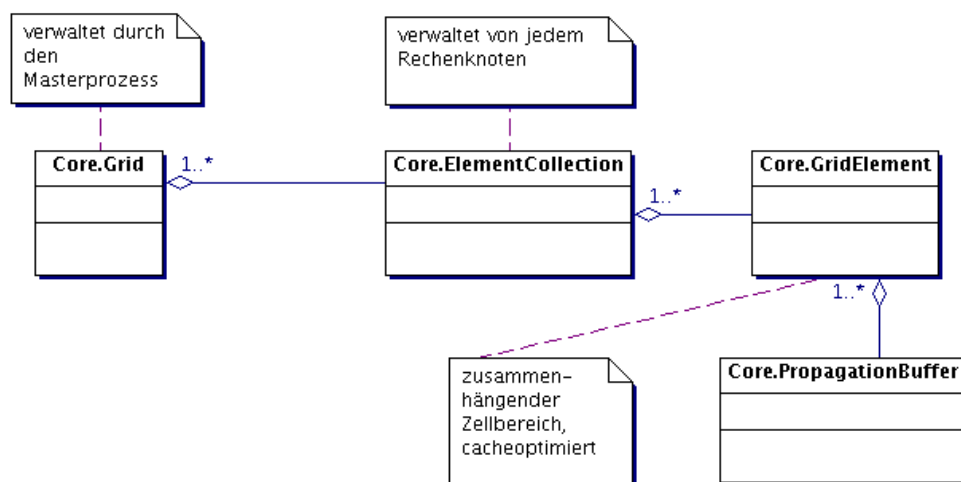 verwaltet durch
den
Masterprozess
verwaltet von jedem
Rechenknoten
Core.Grid
1..*
Core.ElementCollection
1..*
Core.GridElement
1..*
zusammen-
hängender
Zellbereich,
cacheoptimiert
Core.PropagationBuffer